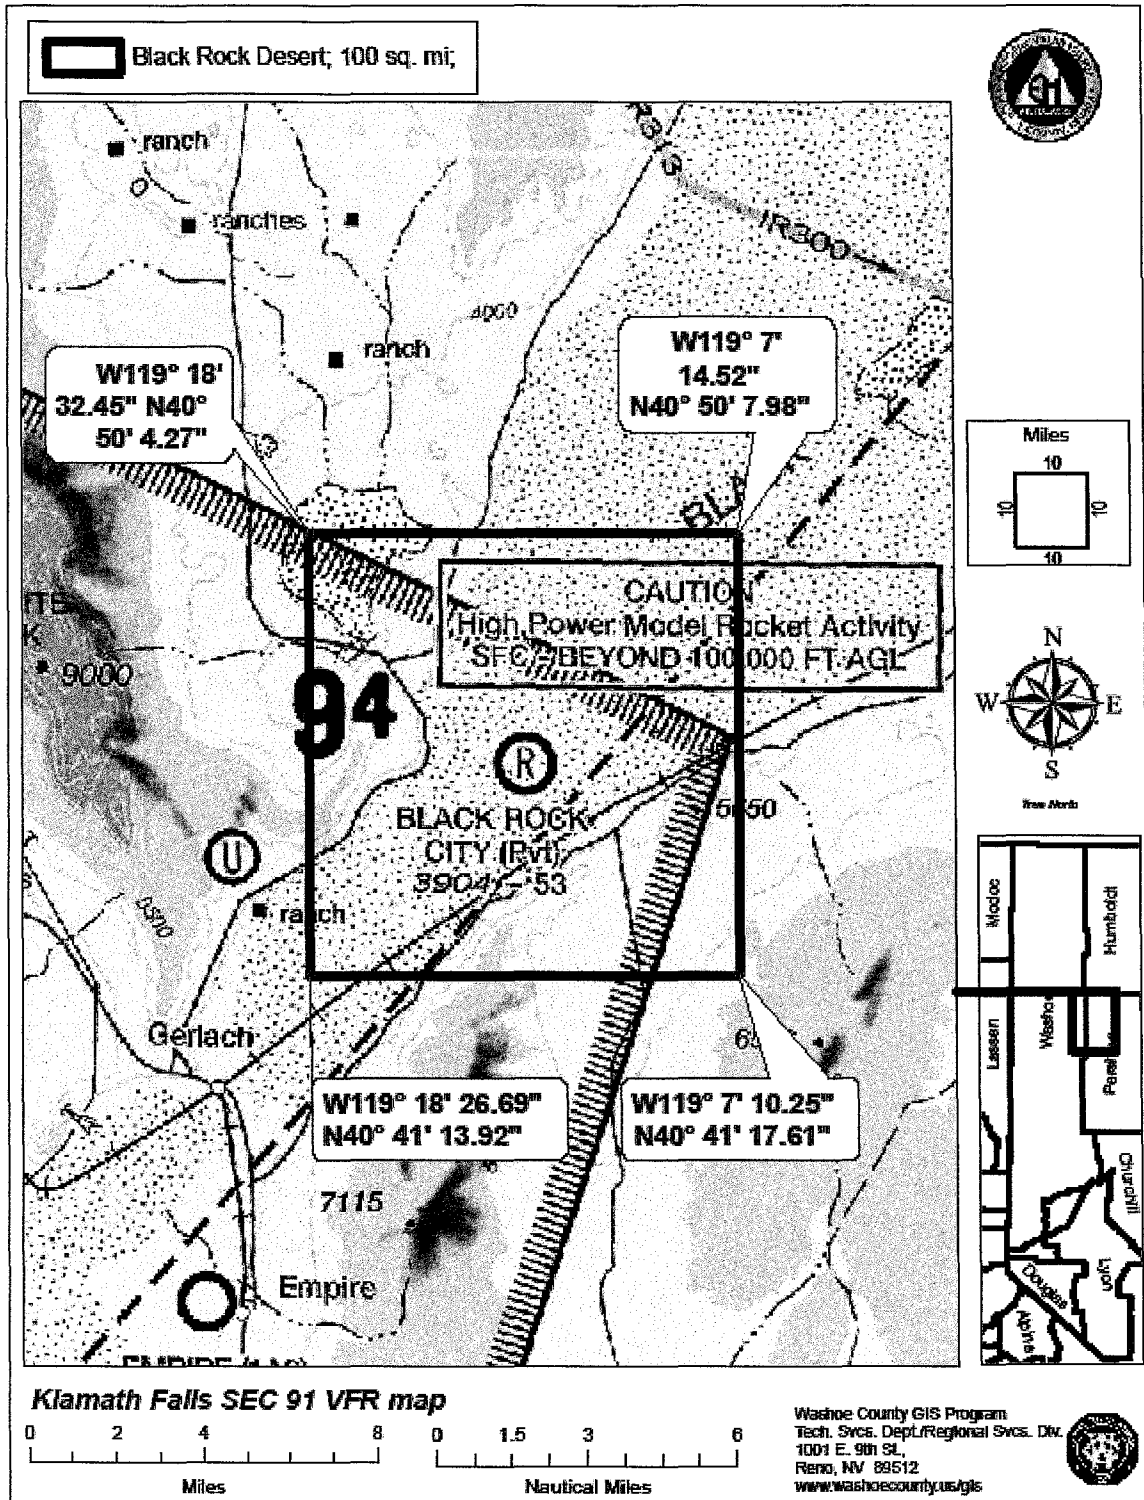 Black Rock Desert; 100 sq. mi;
ranch
ranches
IR300
4000
ranch
W119° 18'
32.45" N40°
50' 4.27"
W119° 7'
14.52"
N40° 50' 7.98"
Miles
10
10
10
10
CAUTION
High Power Model Rocket Activity
SFC - BEYOND 100,000 FT AGL
N
W
E
S
True North
9000
94
R
BLACK ROCK
CITY (Pvt)
3904 - 53
U
ranch
5500
Gerlach
W119° 18' 26.69"
N40° 41' 13.92"
W119° 7' 10.25"
N40° 41' 17.61"
7115
Empire
Modoc
Humboldt
Lassen
Washoe
Churchill
Lyon
Douglas
Alpine
Klamath Falls SEC 91 VFR map
0 2 4 8
Miles
0 1.5 3 6
Nautical Miles
Washoe County GIS Program
Tech. Svcs. Dept./Regional Svcs. Div.
1001 E. 9th St.,
Reno, NV 89512
www.washoecounty.us/gis